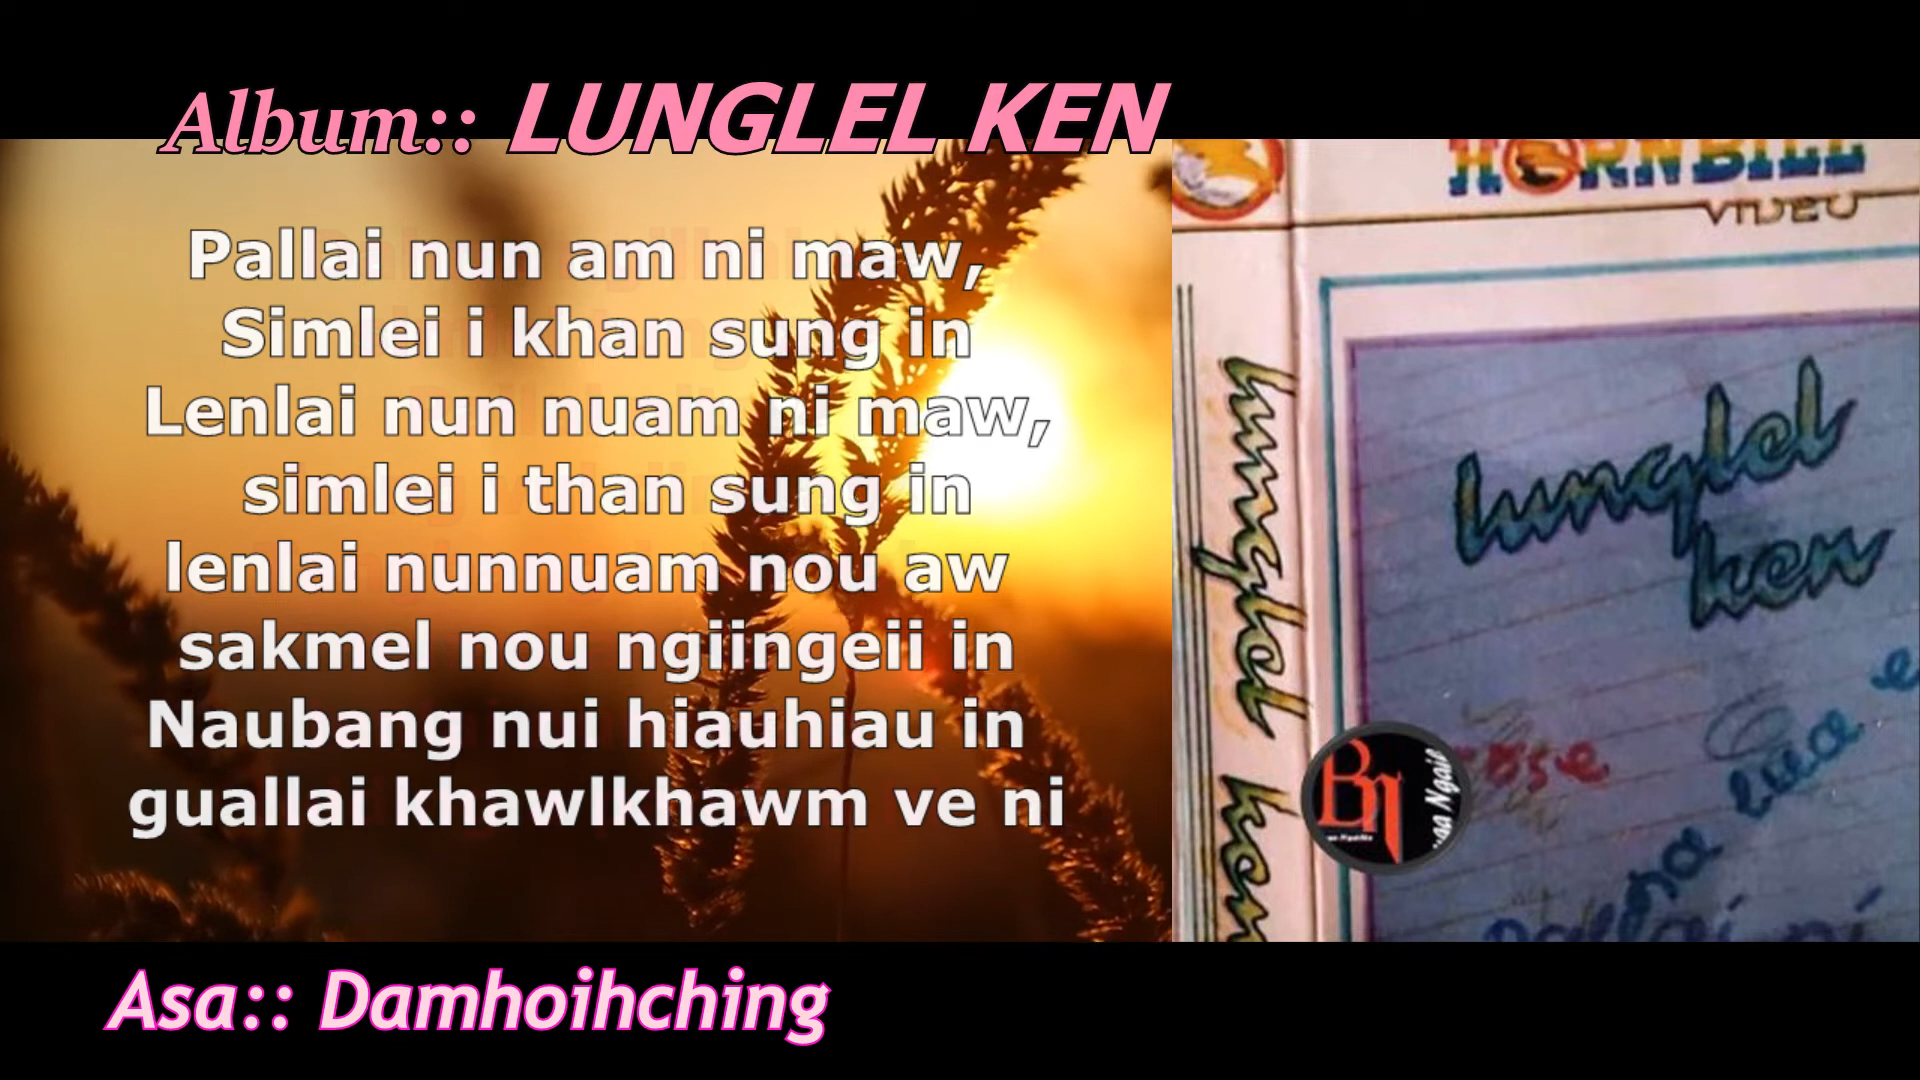 Album:: LUNGLEL KEN
Pallai nun am ni maw,
Simlei i khan sung in
Lenlai nun nuam ni maw,
simlei i than sung in
lenlai nunnuam nou aw
sakmel nou ngiingeii in
Naubang nui hiauhiau in
guallai khawlkhawm ve ni
Asa:: Damhoihching
HORNBILL
VIDEO
lunglel ken
lunglel
ken
BN